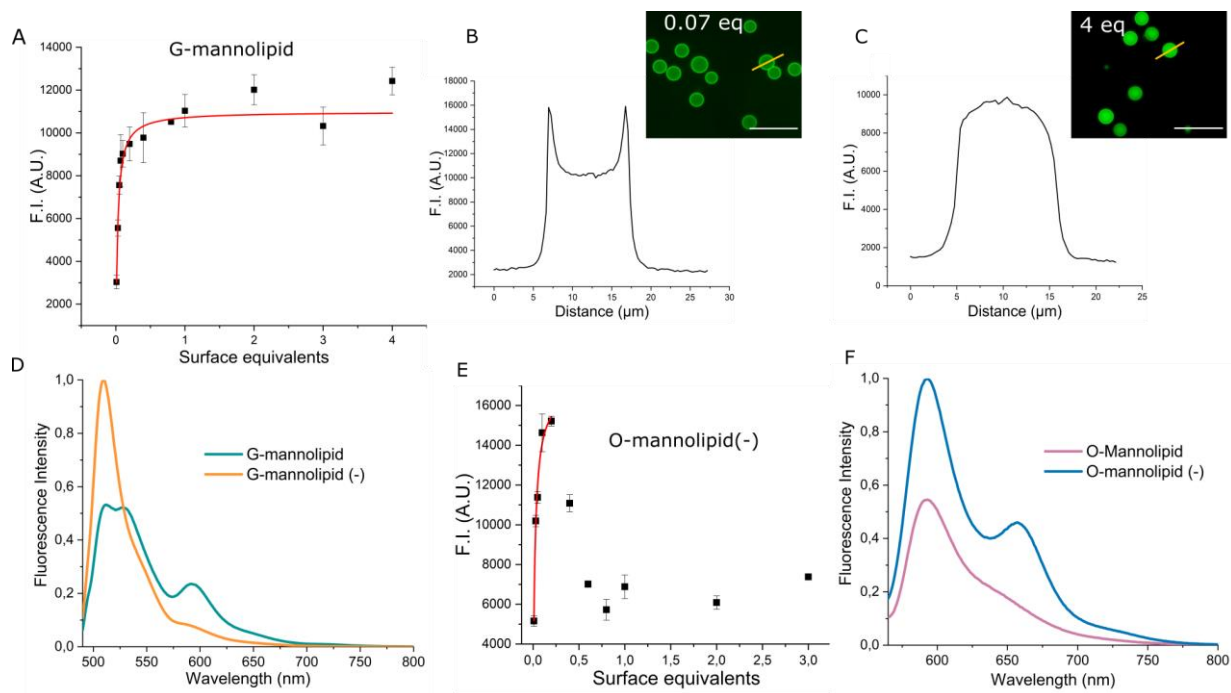 A
G-mannolipid
14000
12000
10000
8000
6000
4000
2000
F.I. (A.U.)
0
1
2
3
4
Surface equivalents
B
0.07 eq
18000
16000
14000
12000
10000
8000
6000
4000
2000
F.I. (A.U.)
0
5
10
15
20
25
30
Distance (µm)
C
4 eq
10000
8000
6000
4000
2000
0
F.I. (A.U.)
0
5
10
15
20
Distance (µm)
D
1,0
0,8
0,6
0,4
0,2
0,0
Fluorescence Intensity
G-mannolipid
G-mannolipid (-)
500
550
600
650
700
750
800
Wavelength (nm)
E
O-mannolipid(-)
16000
14000
12000
10000
8000
6000
4000
F.I. (A.U.)
0,0
0,5
1,0
1,5
2,0
2,5
3,0
Surface equivalents
F
1,0
0,8
0,6
0,4
0,2
0,0
Fluorescence Intensity
O-Mannolipid
O-mannolipid (-)
600
650
700
750
800
Wavelength (nm)